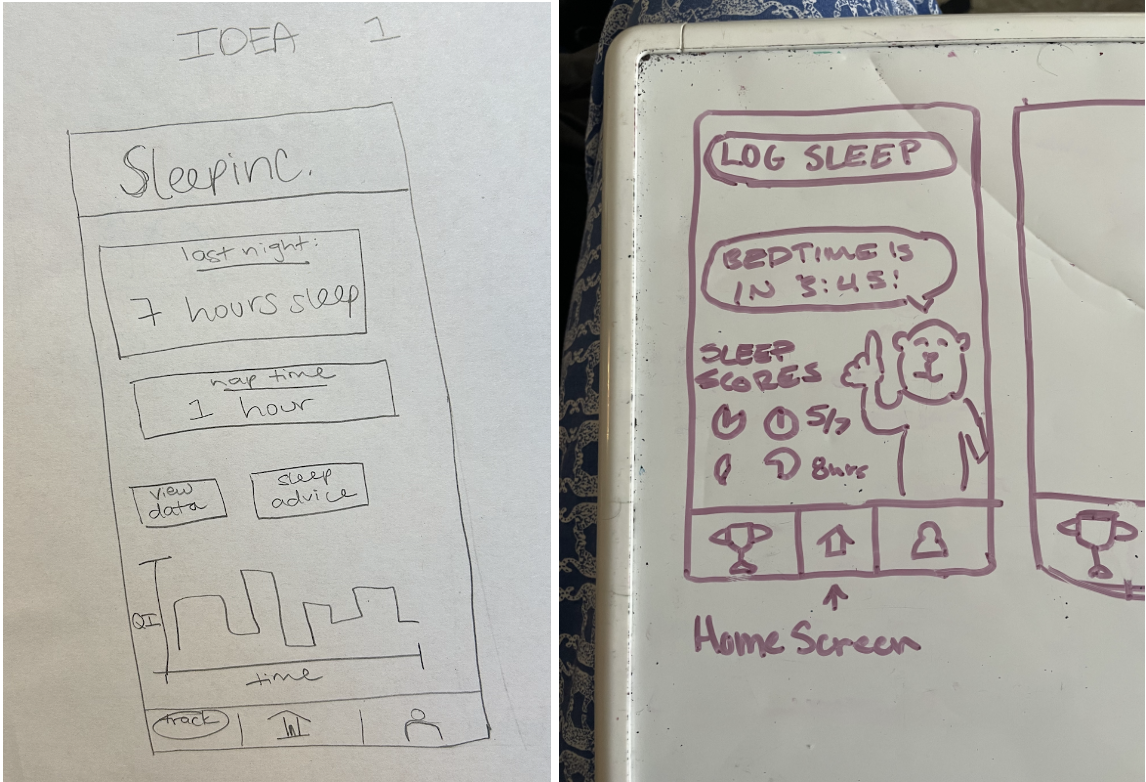 IDEA 1
Sleepinc.
last night:
7 hours sleep
nap time
1 hour
view
data
sleep
advice
QI
time
track
LOG SLEEP
BEDTIME IS
IN 3:45!
SLEEP
SCORES
5/7
8hrs
Home Screen